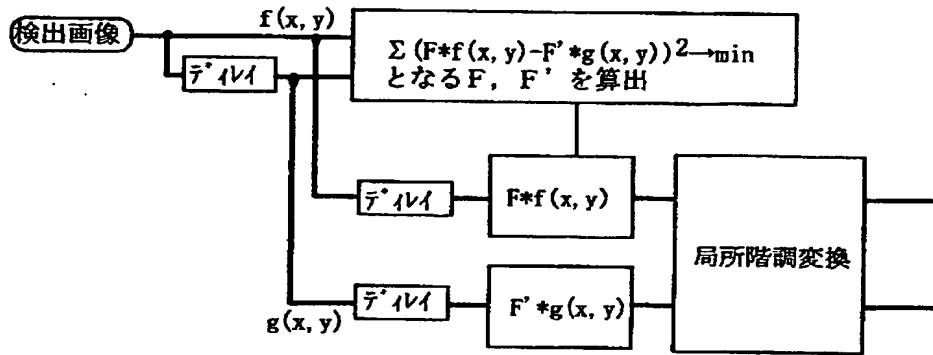 f(x, y)
検出画像
Σ(F*f(x, y)-F'*g(x, y))²→min
となるF, F'を算出
ディレイ
ディレイ
F*f(x, y)
局所階調変換
ディレイ
F'*g(x, y)
g(x, y)